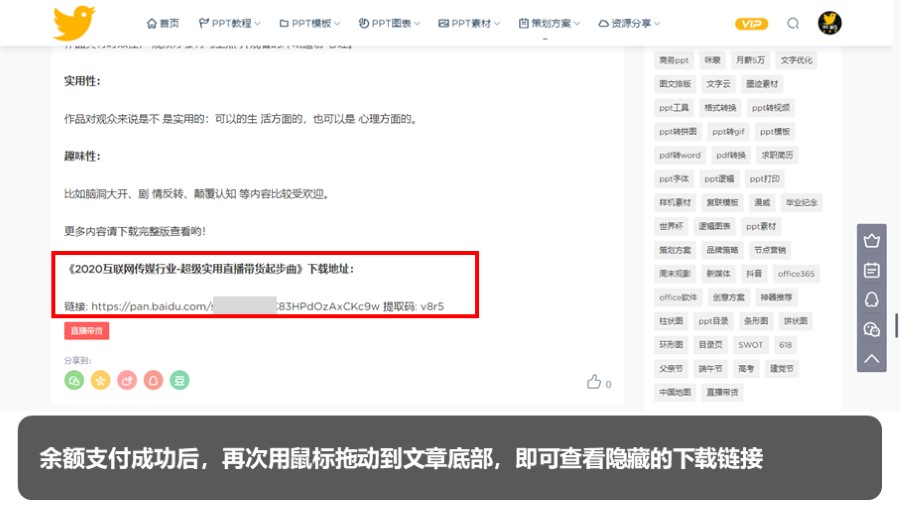 首页 PPT教程 PPT模板 PPT图表 PPT素材 策划方案 资源分享 VIP
实用性：
作品对观众来说是不 是实用的：可以的生 活方面的，也可以是 心理方面的。
趣味性：
比如脑洞大开、剧 情反转、颠覆认知 等内容比较受欢迎。
更多内容请下载完整版查看哟！
《2020互联网传媒行业-超级实用直播带货起步曲》下载地址：
链接: https://pan.baidu.com/s C83HPdOzAxCKc9w 提取码: v8r5
直播带货
分享到:
0
商务ppt 咪蒙 月薪5万 文字优化
图文排版 文字云 墨迹素材
ppt工具 格式转换 ppt转视频
ppt转拼图 ppt转gif ppt模板
pdf转word pdf转换 求职简历
ppt字体 ppt逻辑 ppt打印
样机素材 复联模板 漫威 毕业纪念
世界杯 逻辑图表 ppt素材
策划方案 品牌策略 节点营销
周末观影 新媒体 抖音 office365
office软件 创意方案 神器推荐
柱状图 ppt目录 条形图 饼状图
环形图 目录页 SWOT 618
父亲节 端午节 高考 建党节
中国地图 直播带货
余额支付成功后，再次用鼠标拖动到文章底部，即可查看隐藏的下载链接